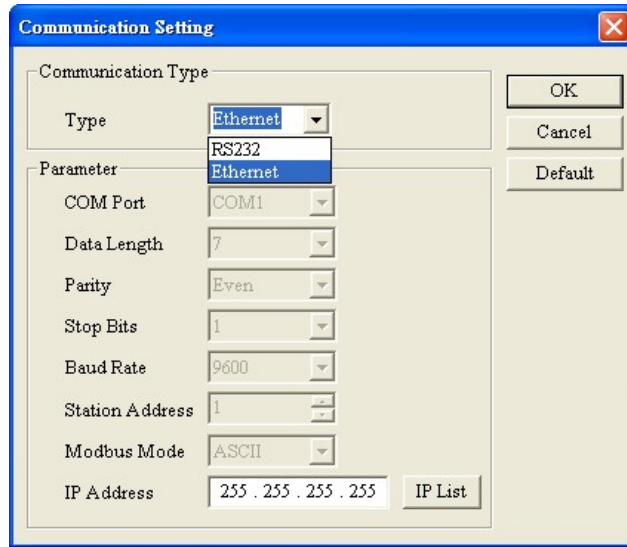 Communication Setting
Communication Type
Type Ethernet
RS232
Ethernet
OK
Cancel
Default
Parameter
COM Port COM1
Data Length 7
Parity Even
Stop Bits 1
Baud Rate 9600
Station Address 1
Modbus Mode ASCII
IP Address 255 . 255 . 255 . 255 IP List